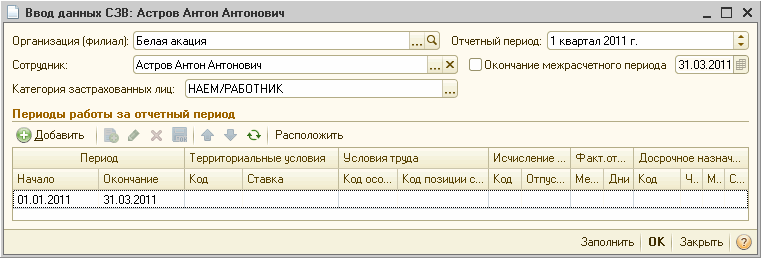 Ввод данных СЗВ: Астров Антон Антонович
Организация (филиал): Белая акация Отчетный период: 1 квартал 2011 г.
Сотрудник: Астров Антон Антонович Окончание межрасчетного периода 31.03.2011
Категория застрахованных лиц: НАЕМ/РАБОТНИК
Периоды работы за отчетный период
Добавить Расположить
Период Территориальные условия Условия труда Исчисление ... Факт.от... Досрочное назнач...
Начало Окончание Код Ставка Код осо... Код позиции с... Код Отпус... Ме... Дни Код Ч.. М.. С...
01.01.2011 31.03.2011
Заполнить OK Закрыть